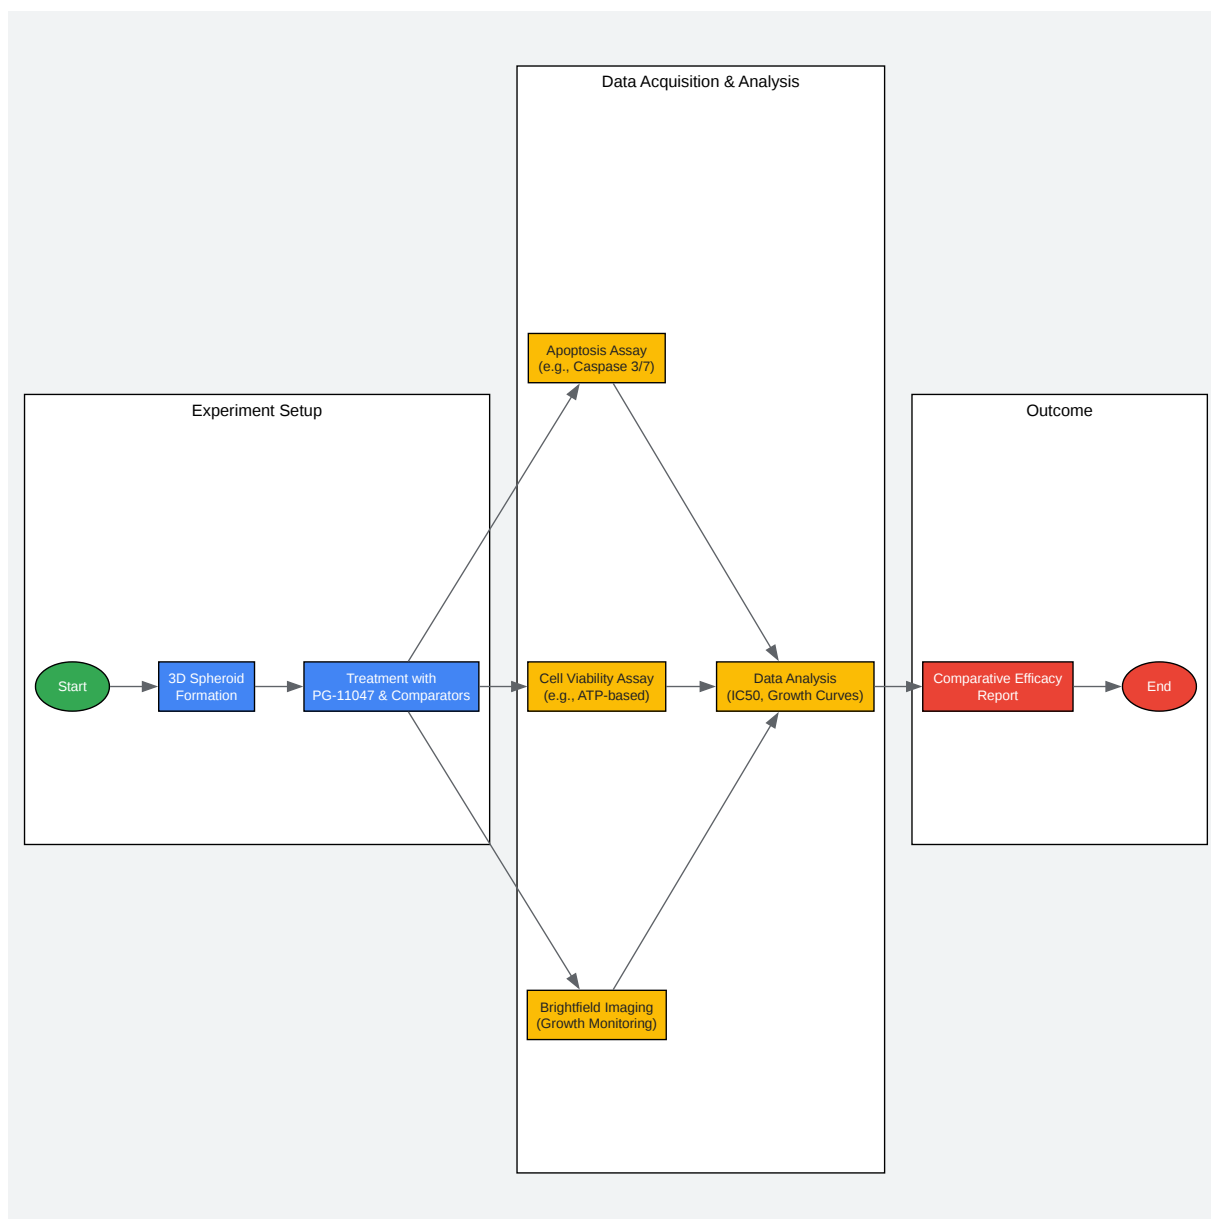 Data Acquisition & Analysis
Apoptosis Assay
(e.g., Caspase 3/7)
Experiment Setup
Outcome
Start
3D Spheroid
Formation
Treatment with
PG-11047 & Comparators
Cell Viability Assay
(e.g., ATP-based)
Data Analysis
(IC50, Growth Curves)
Comparative Efficacy
Report
End
Brightfield Imaging
(Growth Monitoring)